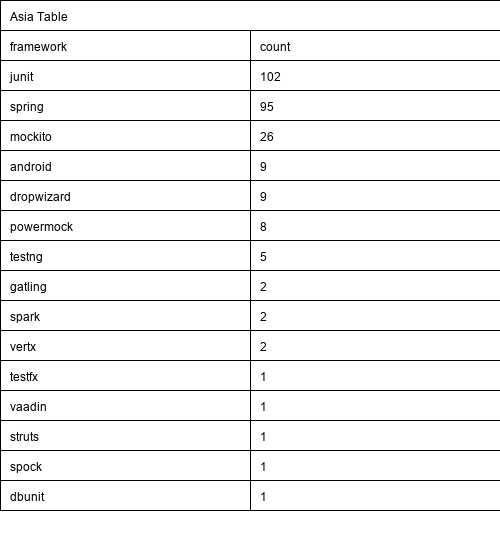 Asia Table
framework count
junit 102
spring 95
mockito 26
android 9
dropwizard 9
powermock 8
testng 5
gatling 2
spark 2
vertx 2
testfx 1
vaadin 1
struts 1
spock 1
dbunit 1